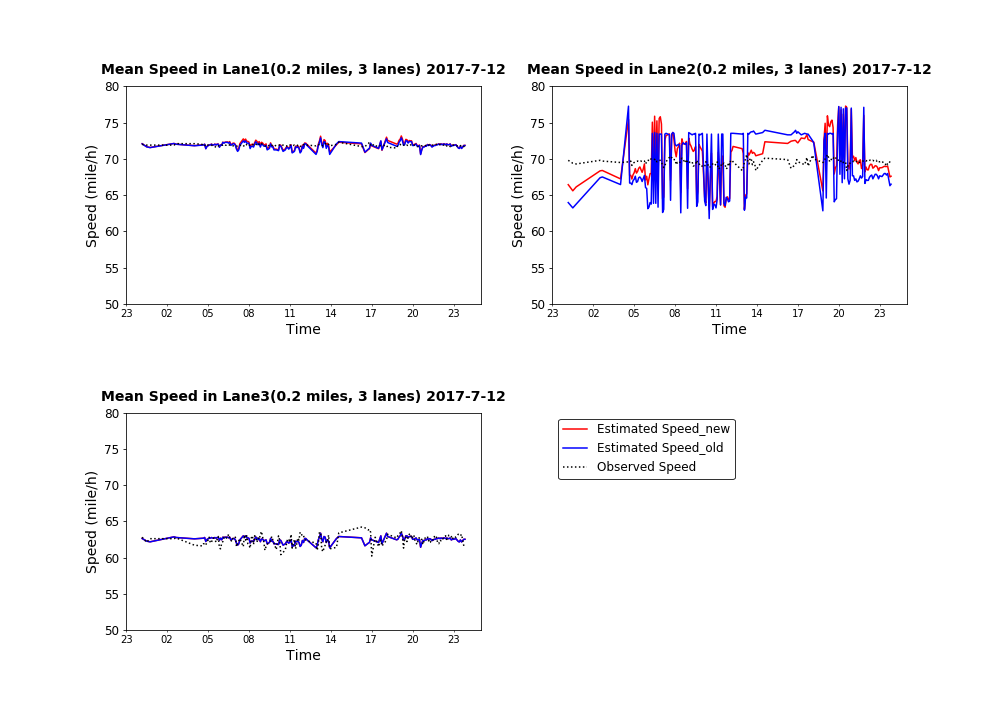 Mean Speed in Lane1(0.2 miles, 3 lanes) 2017-7-12
80
75
70
65
60
55
50
Speed (mile/h)
23 02 05 08 11 14 17 20 23
Time
Mean Speed in Lane2(0.2 miles, 3 lanes) 2017-7-12
80
75
70
65
60
55
50
Speed (mile/h)
23 02 05 08 11 14 17 20 23
Time
Mean Speed in Lane3(0.2 miles, 3 lanes) 2017-7-12
80
75
70
65
60
55
50
Speed (mile/h)
23 02 05 08 11 14 17 20 23
Time
Estimated Speed_new
Estimated Speed_old
Observed Speed